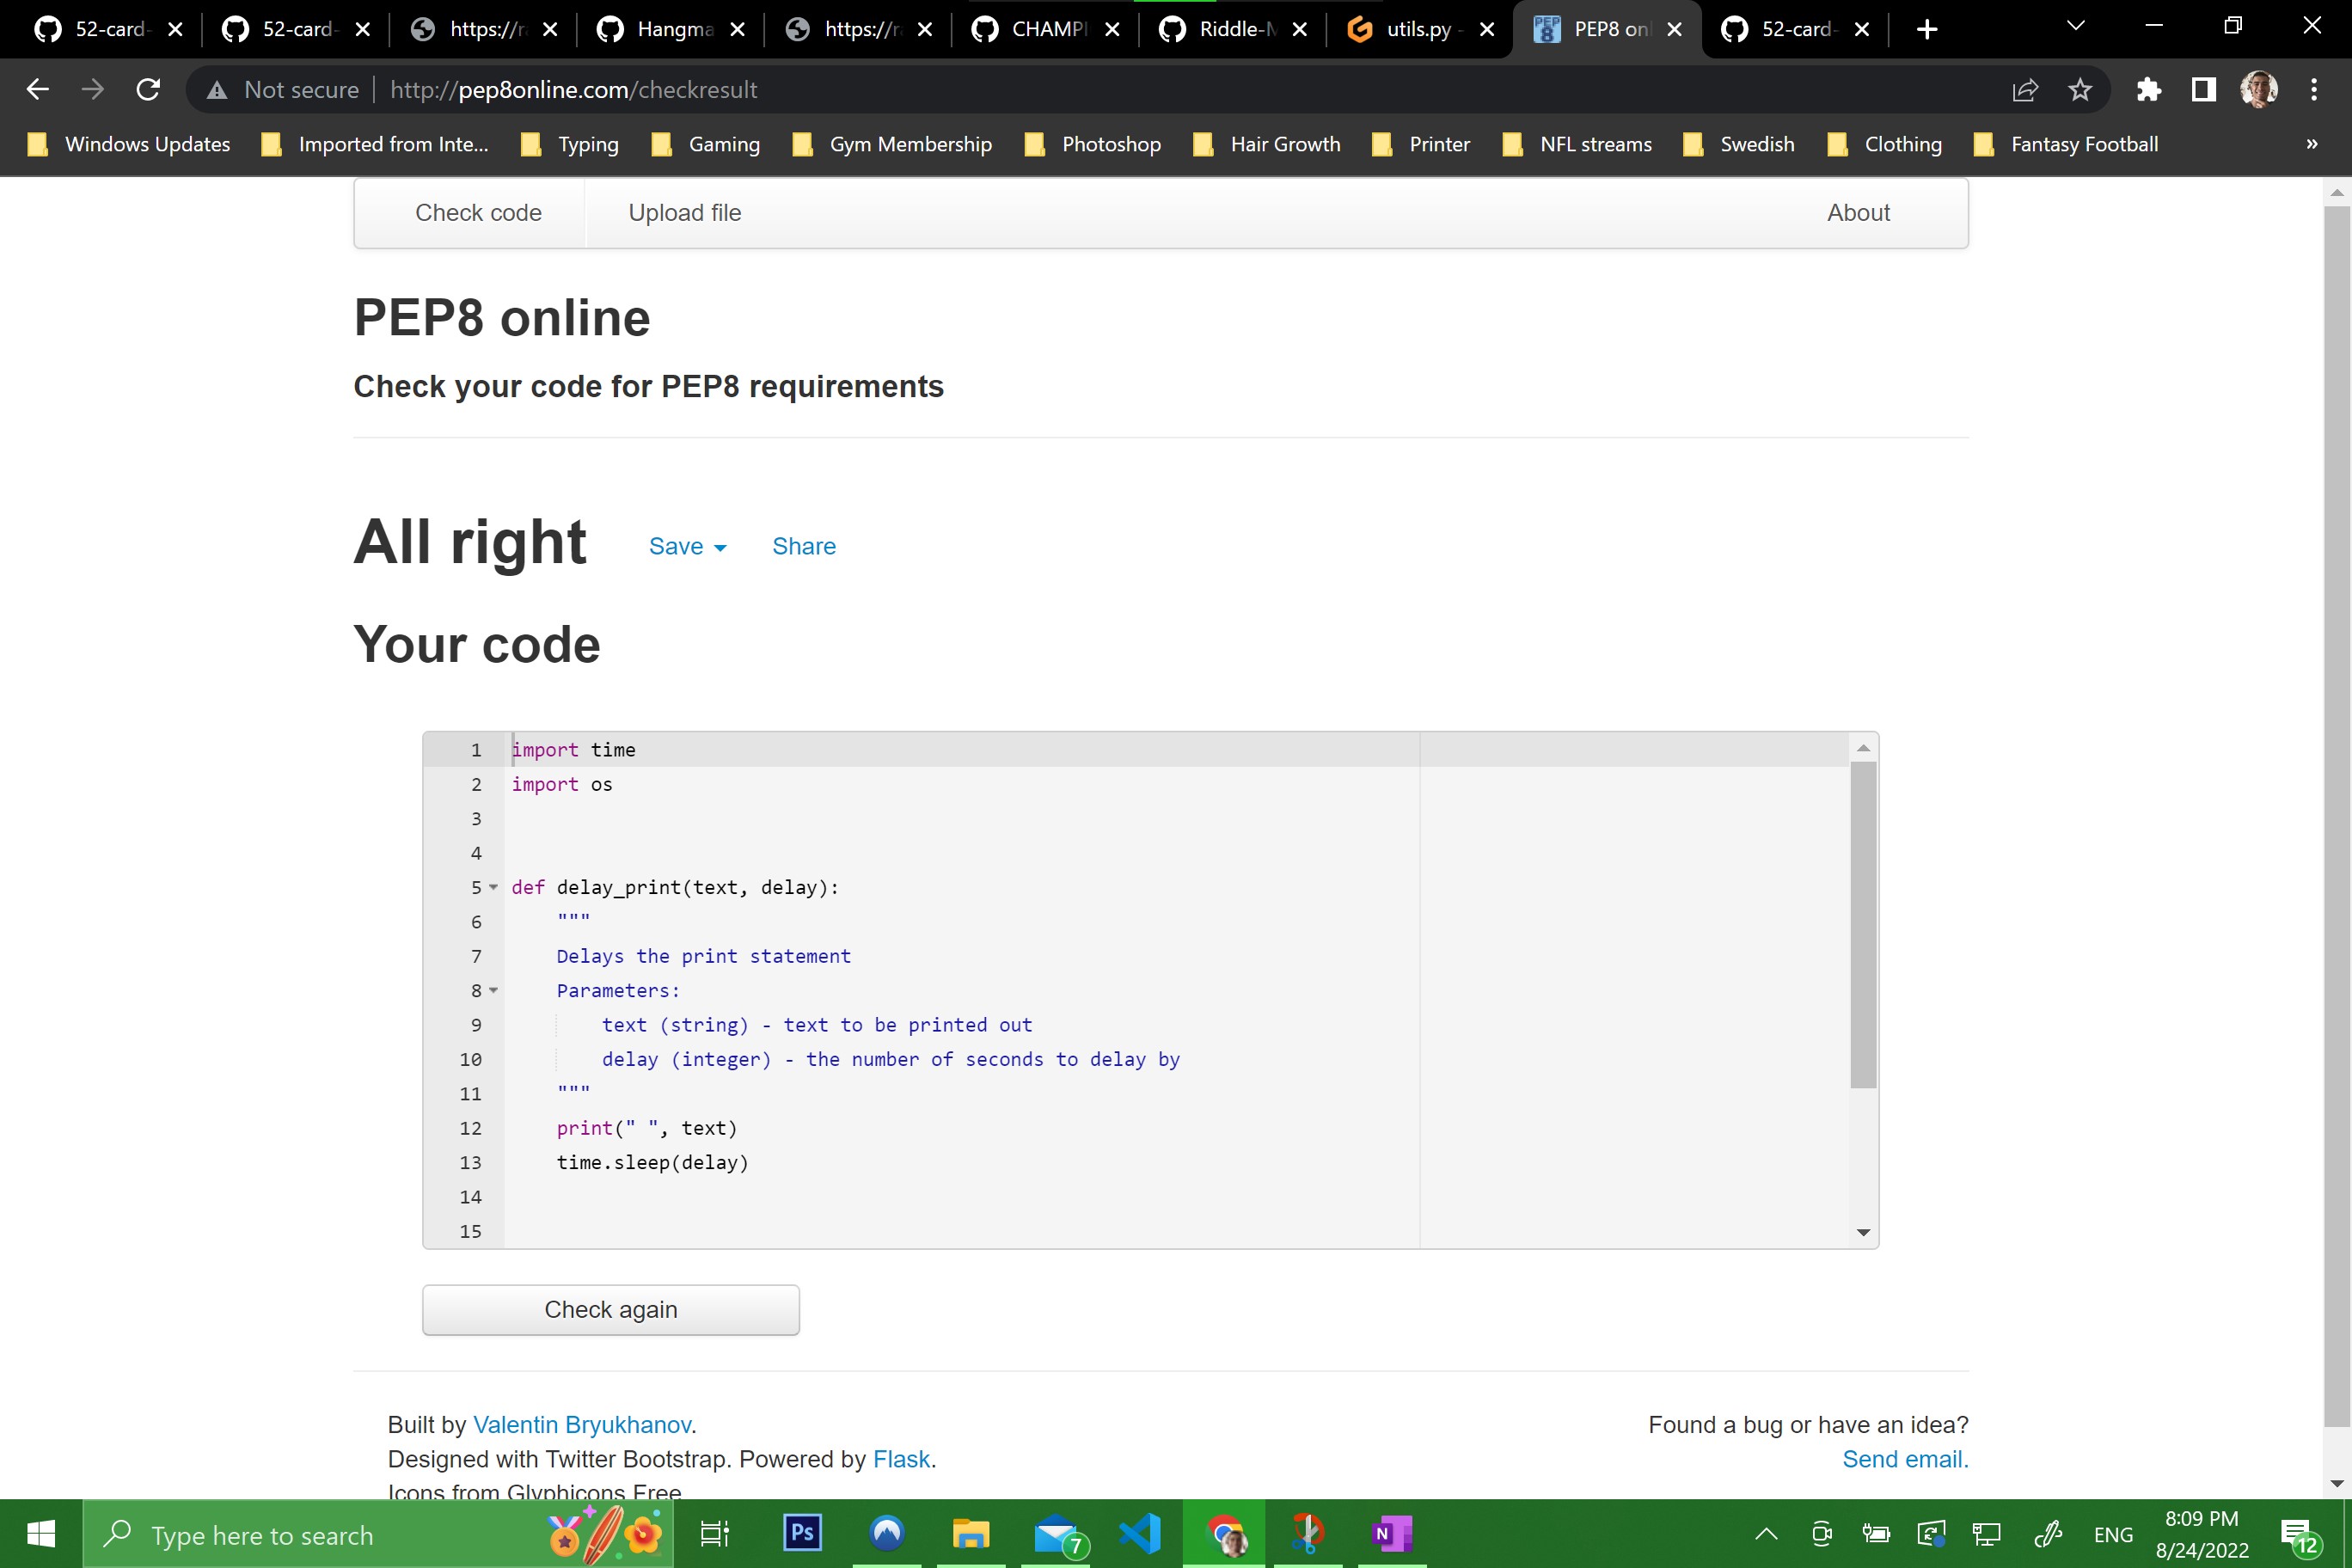 52-card-
52-card-
https://r
Hangma
https://r
CHAMP
Riddle-M
utils.py -
PEP8 onl
52-card-
Not secure
http://pep8online.com/checkresult
Windows Updates
Imported from Inte...
Typing
Gaming
Gym Membership
Photoshop
Hair Growth
Printer
NFL streams
Swedish
Clothing
Fantasy Football
»
Check code
Upload file
About
PEP8 online
Check your code for PEP8 requirements
All right
Save
Share
Your code
1 import time
2 import os
3
4
5 def delay_print(text, delay):
6 """
7 Delays the print statement
8 Parameters:
9 text (string) - text to be printed out
10 delay (integer) - the number of seconds to delay by
11 """
12 print(" ", text)
13 time.sleep(delay)
14
15
Check again
Built by Valentin Bryukhanov.
Designed with Twitter Bootstrap. Powered by Flask.
Icons from Glyphicons Free
Found a bug or have an idea?
Send email.
Type here to search
Ps
7
N
ENG
8:09 PM
8/24/2022
12